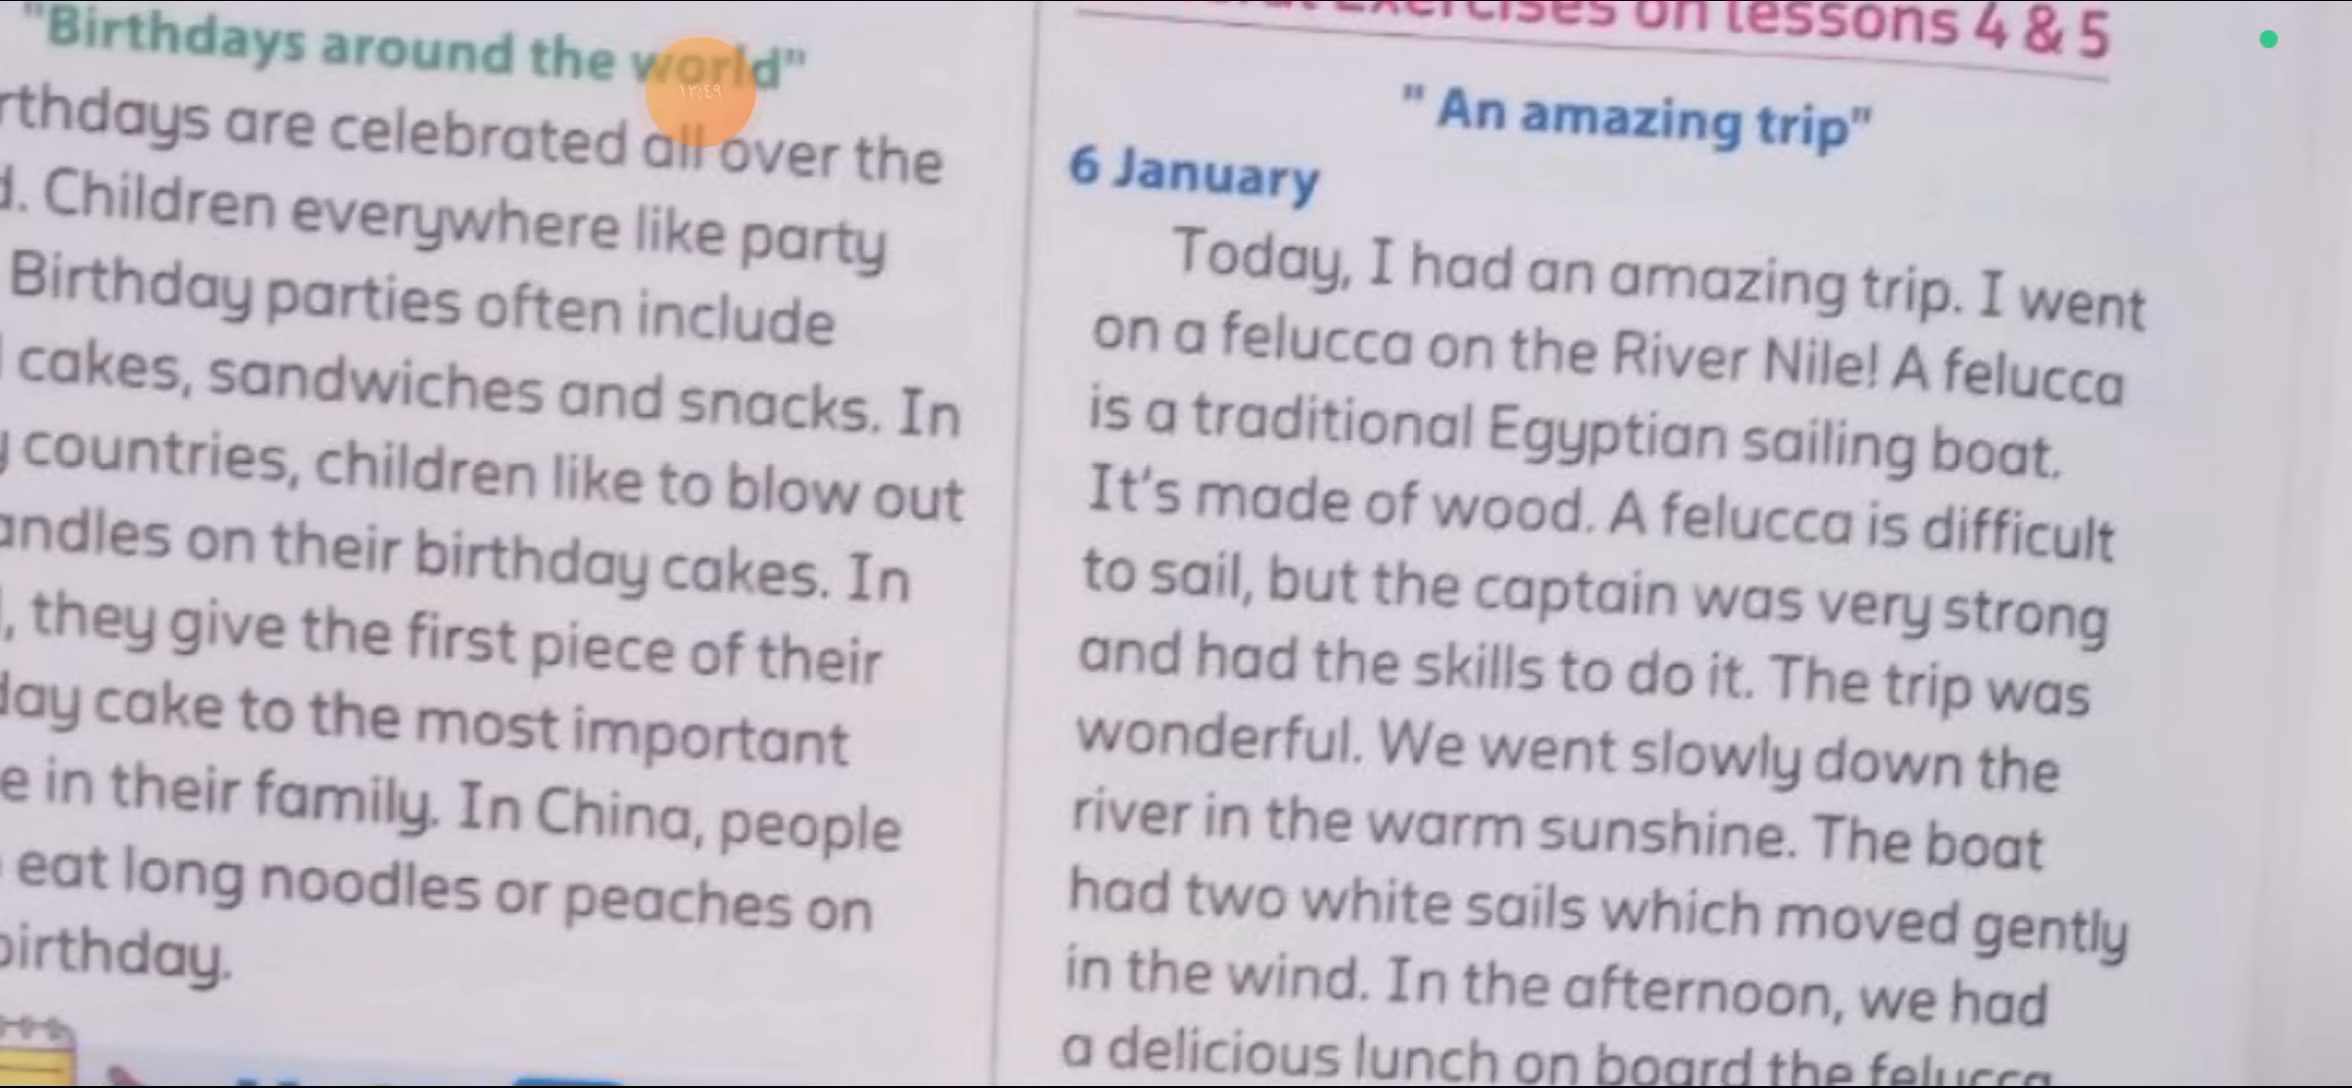 "Birthdays around the world"
are celebrated all over the
Children everywhere like party
Birthday parties often include
cakes, sandwiches and snacks. In
countries, children like to blow out
on their birthday cakes. In
they give the first piece of their
cake to the most important
in their family. In China, people
eat long noodles or peaches on
birthday.
١٢:٤٩
Exercises on lessons 4 & 5
" An amazing trip"
6 January
Today, I had an amazing trip. I went
on a felucca on the River Nile! A felucca
is a traditional Egyptian sailing boat.
It's made of wood. A felucca is difficult
to sail, but the captain was very strong
and had the skills to do it. The trip was
wonderful. We went slowly down the
river in the warm sunshine. The boat
had two white sails which moved gently
in the wind. In the afternoon, we had
a delicious lunch on board the felucca